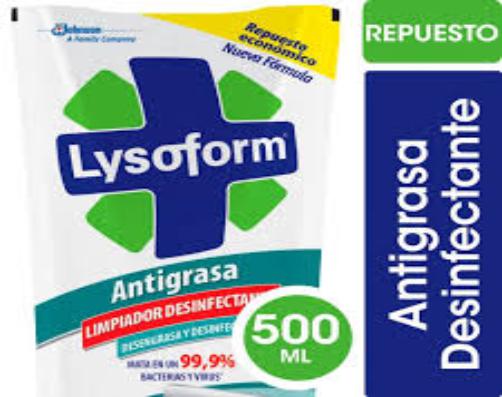 Johnson
A Family Company
Repuesto
económico
Nueva Fórmula
Lysoform
Antigrasa
LIMPIADOR DESINFECTAN
DESENGRASA Y DESINFEC
MATA EN UN 99,9%
BACTERIAS Y VIRUS*
500
ML
REPUESTO
Antigrasa
Desinfectante